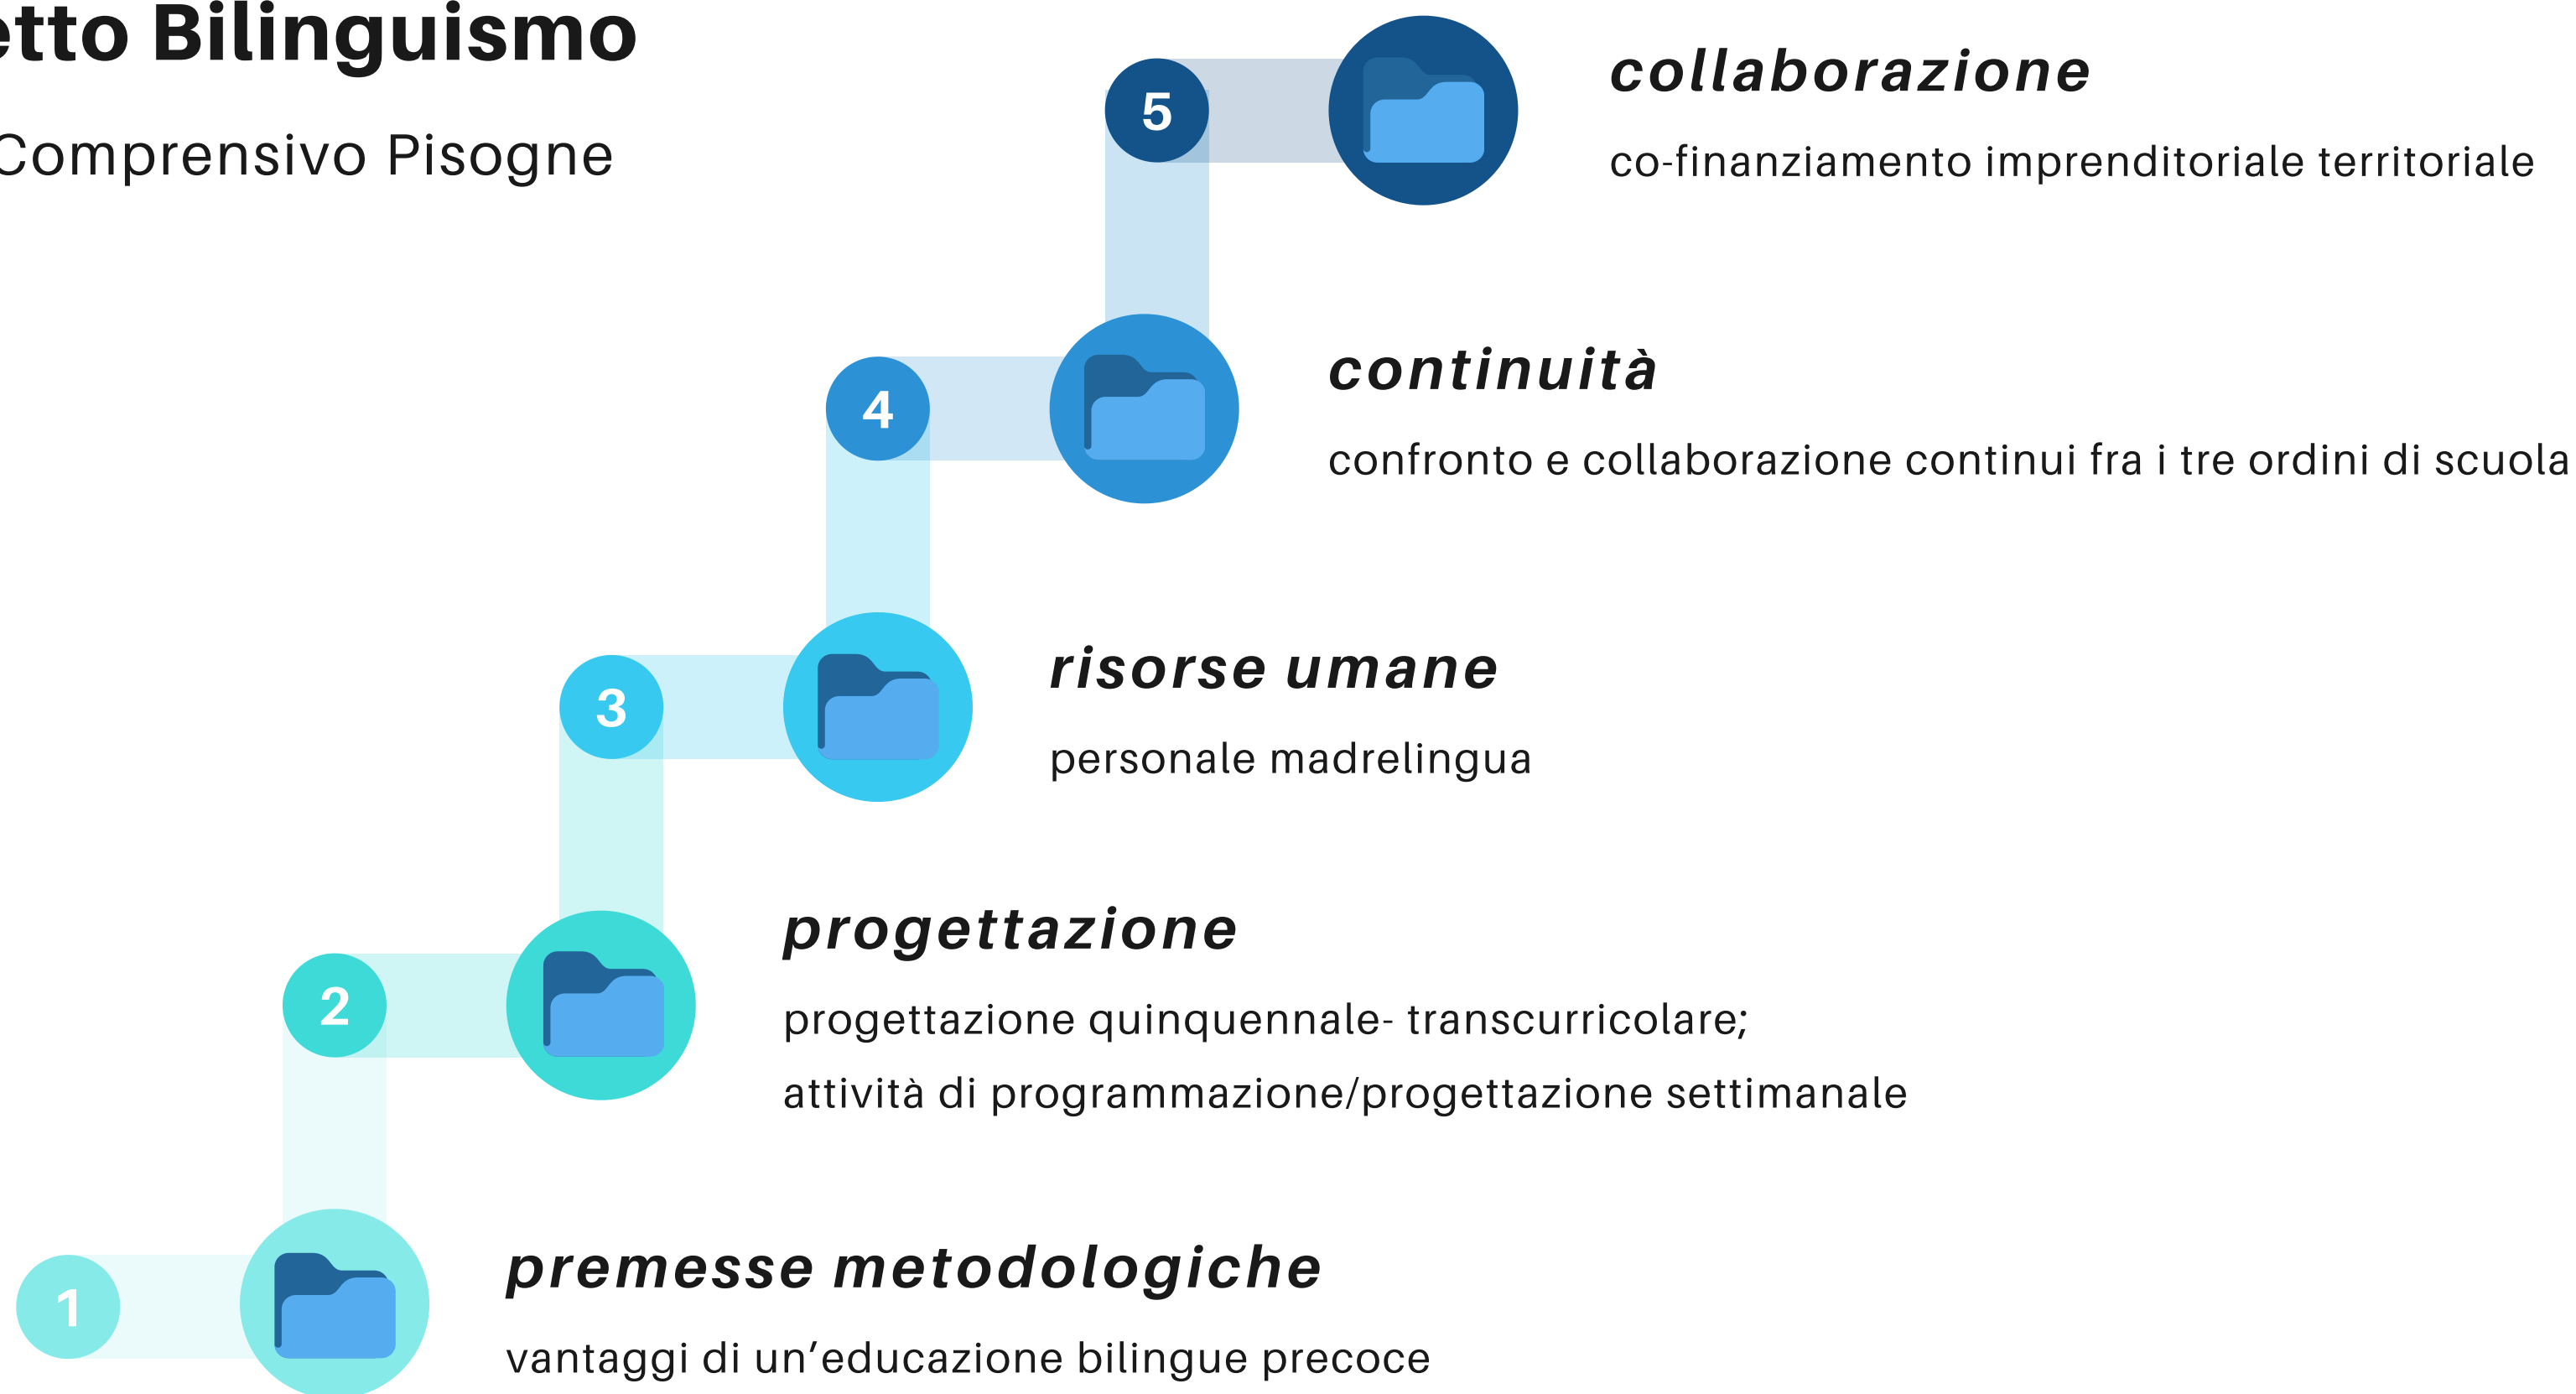 etto Bilinguismo
Comprensivo Pisogne
5
collaborazione
co-finanziamento imprenditoriale territoriale
4
continuità
confronto e collaborazione continui fra i tre ordini di scuola
3
risorse umane
personale madrelingua
2
progettazione
progettazione quinquennale- transcurricolare;
attività di programmazione/progettazione settimanale
1
premesse metodologiche
vantaggi di un’educazione bilingue precoce